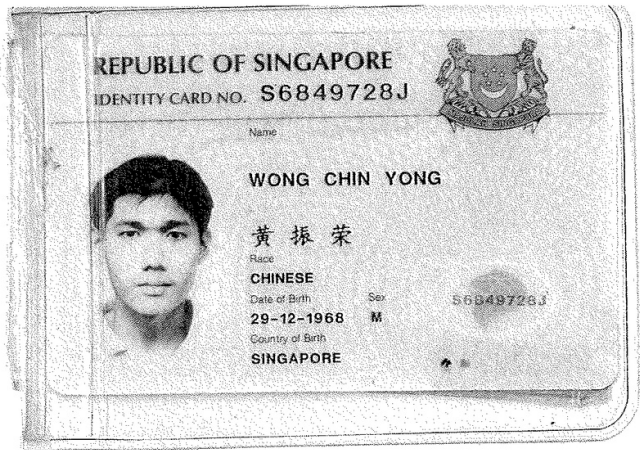 REPUBLIC OF SINGAPORE
IDENTITY CARD NO. S6849728J
Name
WONG CHIN YONG
黄振荣
Race
CHINESE
Date of Birth Sex
29-12-1968 M
S6849728J
Country of Birth
SINGAPORE